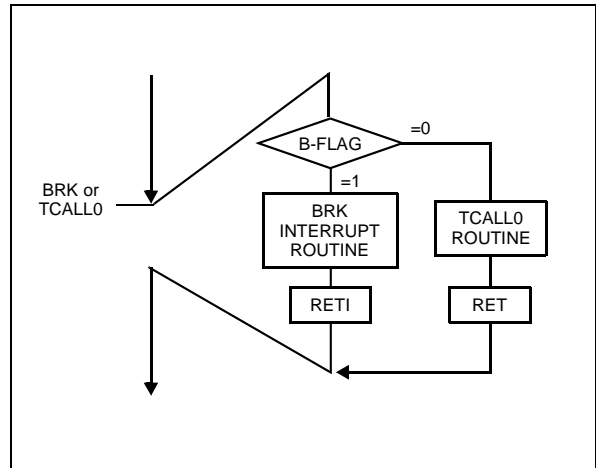 B-FLAG
=0
=1
BRK or
TCALL0
BRK
INTERRUPT
ROUTINE
TCALL0
ROUTINE
RETI
RET